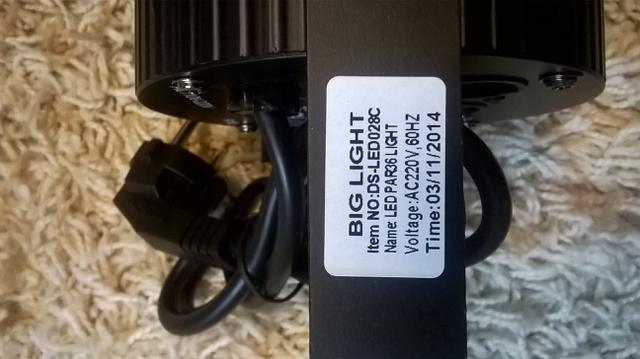 BIG LIGHT
Item NO:DS-LED028C
Name: LED PAR36 LIGHT
Voltage:AC220V, 60HZ
Time:03/11/2014